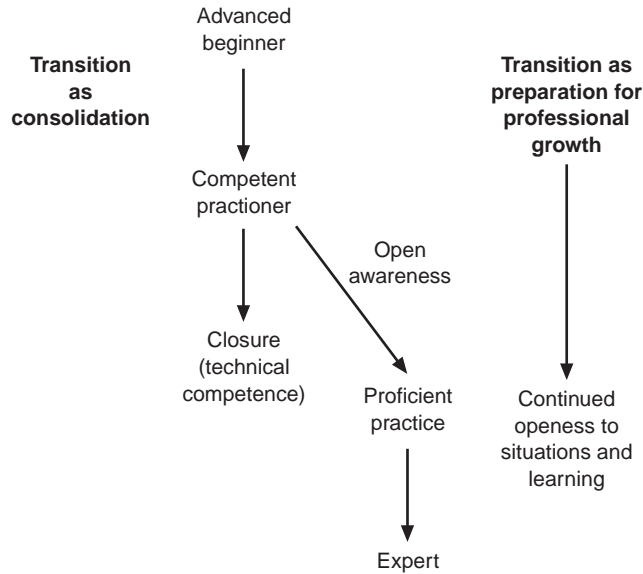 Advanced
beginner
Transition
as
consolidation
Transition as
preparation for
professional
growth
Competent
practioner
Open
awareness
Closure
(technical
competence)
Proficient
practice
Continued
openess to
situations and
learning
Expert